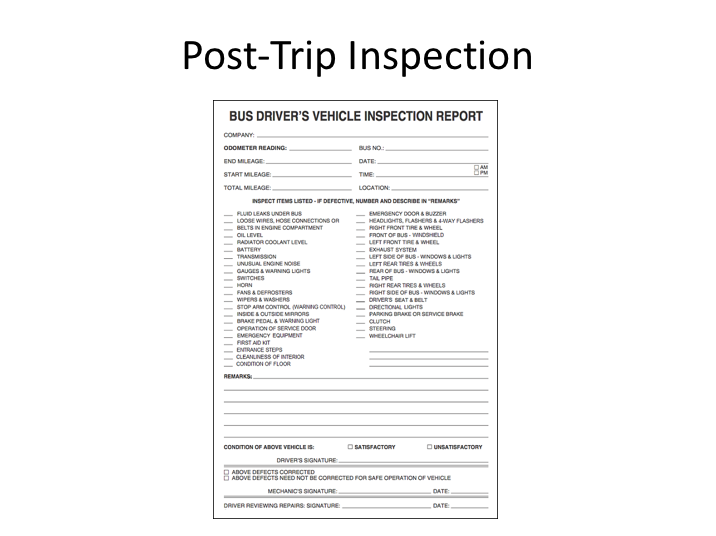 Post-Trip Inspection
BUS DRIVER'S VEHICLE INSPECTION REPORT
COMPANY:
ODOMETER READING: BUS NO.:
END MILEAGE: DATE:
AM
START MILEAGE: TIME: PM
TOTAL MILEAGE: LOCATION:
INSPECT ITEMS LISTED - IF DEFECTIVE, NUMBER AND DESCRIBE IN "REMARKS"
FLUID LEAKS UNDER BUS
LOOSE WIRES, HOSE CONNECTIONS OR
BELTS IN ENGINE COMPARTMENT
OIL LEVEL
RADIATOR COOLANT LEVEL
BATTERY
TRANSMISSION
UNUSUAL ENGINE NOISE
GAUGES & WARNING LIGHTS
SWITCHES
HORN
FANS & DEFROSTERS
WIPERS & WASHERS
STOP ARM CONTROL (WARNING CONTROL)
INSIDE & OUTSIDE MIRRORS
BRAKE PEDAL & WARNING LIGHT
OPERATION OF SERVICE DOOR
EMERGENCY EQUIPMENT
FIRST AID KIT
ENTRANCE STEPS
CLEANLINESS OF INTERIOR
CONDITION OF FLOOR
EMERGENCY DOOR & BUZZER
HEADLIGHTS, FLASHERS & 4-WAY FLASHERS
RIGHT FRONT TIRE & WHEEL
FRONT OF BUS - WINDSHIELD
LEFT FRONT TIRE & WHEEL
EXHAUST SYSTEM
LEFT SIDE OF BUS - WINDOWS & LIGHTS
LEFT REAR TIRES & WHEELS
REAR OF BUS - WINDOWS & LIGHTS
TAIL PIPE
RIGHT REAR TIRES & WHEELS
RIGHT SIDE OF BUS - WINDOWS & LIGHTS
DRIVER'S SEAT & BELT
DIRECTIONAL LIGHTS
PARKING BRAKE OR SERVICE BRAKE
CLUTCH
STEERING
WHEELCHAIR LIFT
REMARKS:
CONDITION OF ABOVE VEHICLE IS: SATISFACTORY UNSATISFACTORY
DRIVER'S SIGNATURE:
ABOVE DEFECTS CORRECTED
ABOVE DEFECTS NEED NOT BE CORRECTED FOR SAFE OPERATION OF VEHICLE
MECHANIC'S SIGNATURE: DATE:
DRIVER REVIEWING REPAIRS: SIGNATURE: DATE: